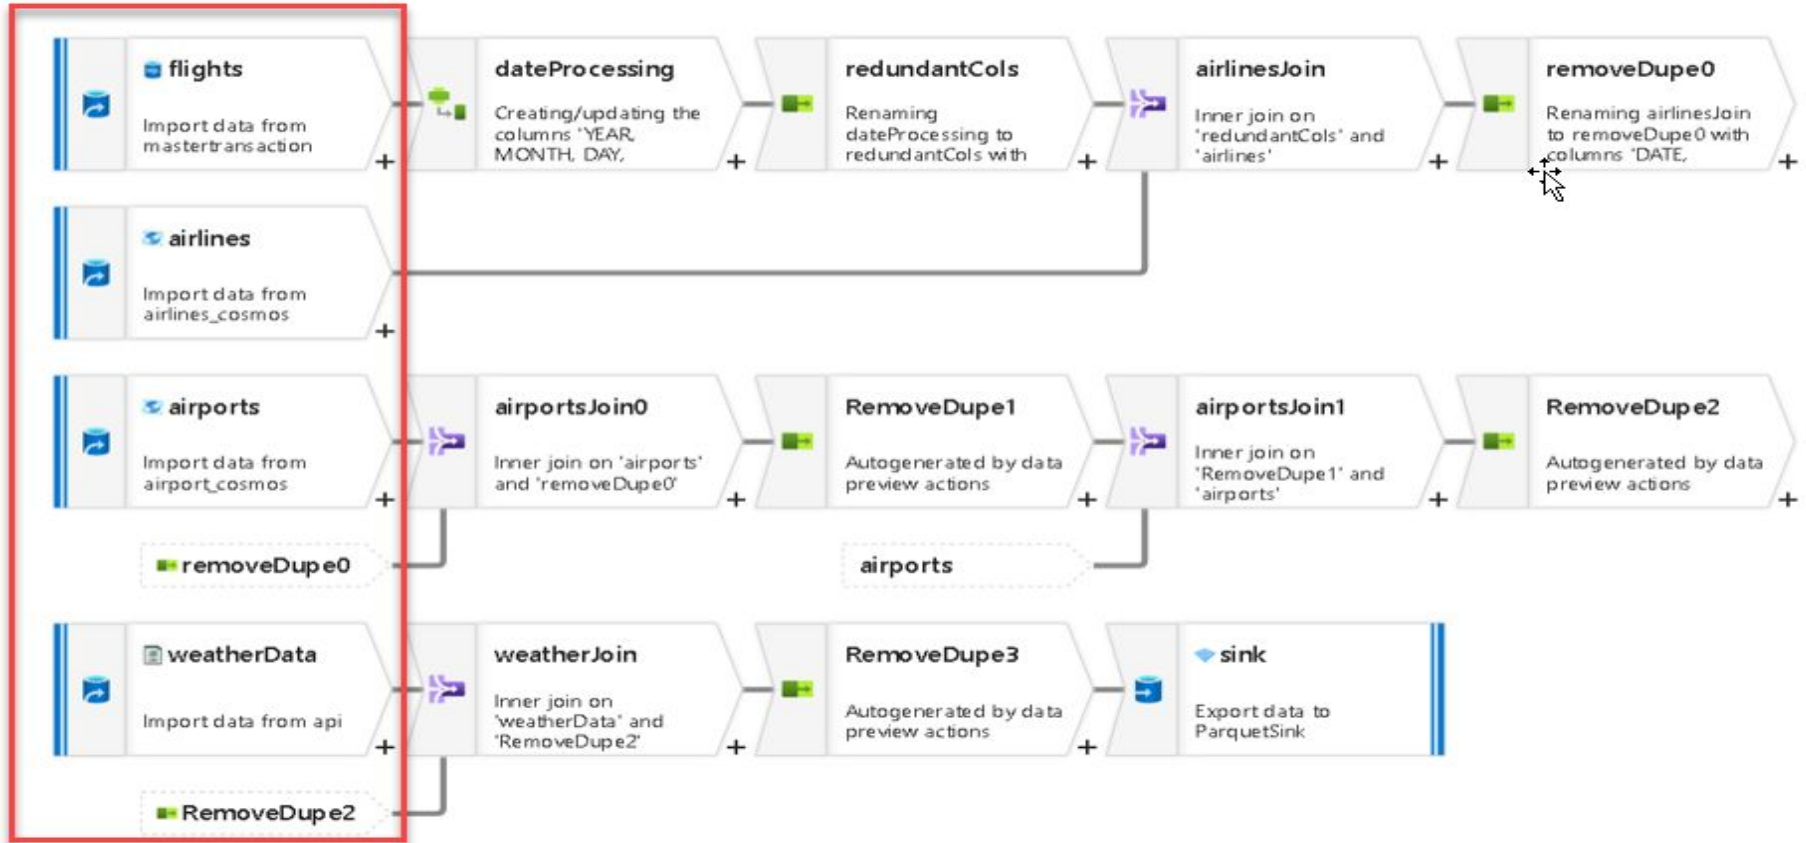 flights
Import data from
mastertransaction
+
dateProcessing
Creating/updating the
columns 'YEAR,
MONTH, DAY,
+
redundantCols
Renaming
dateProcessing to
redundantCols with
+
airlinesJoin
Inner join on
'redundantCols' and
'airlines'
+
removeDupe0
Renaming airlinesJoin
to removeDupe0 with
columns 'DATE,
+
airlines
Import data from
airlines_cosmos
+
airports
Import data from
airport_cosmos
+
airportsJoin0
Inner join on 'airports'
and 'removeDupe0'
+
RemoveDupe1
Autogenerated by data
preview actions
+
airportsJoin1
Inner join on
'RemoveDupe1' and
'airports'
+
RemoveDupe2
Autogenerated by data
preview actions
+
removeDupe0
airports
weatherData
Import data from api
+
weatherJoin
Inner join on
'weatherData' and
'RemoveDupe2'
+
RemoveDupe3
Autogenerated by data
preview actions
+
sink
Export data to
ParquetSink
RemoveDupe2